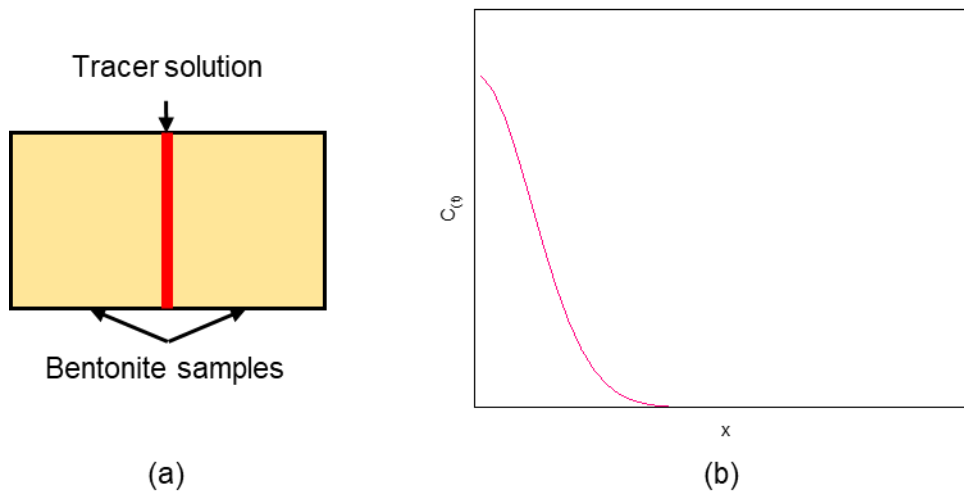 Tracer solution
Bentonite samples
(a)
C(t)
x
(b)